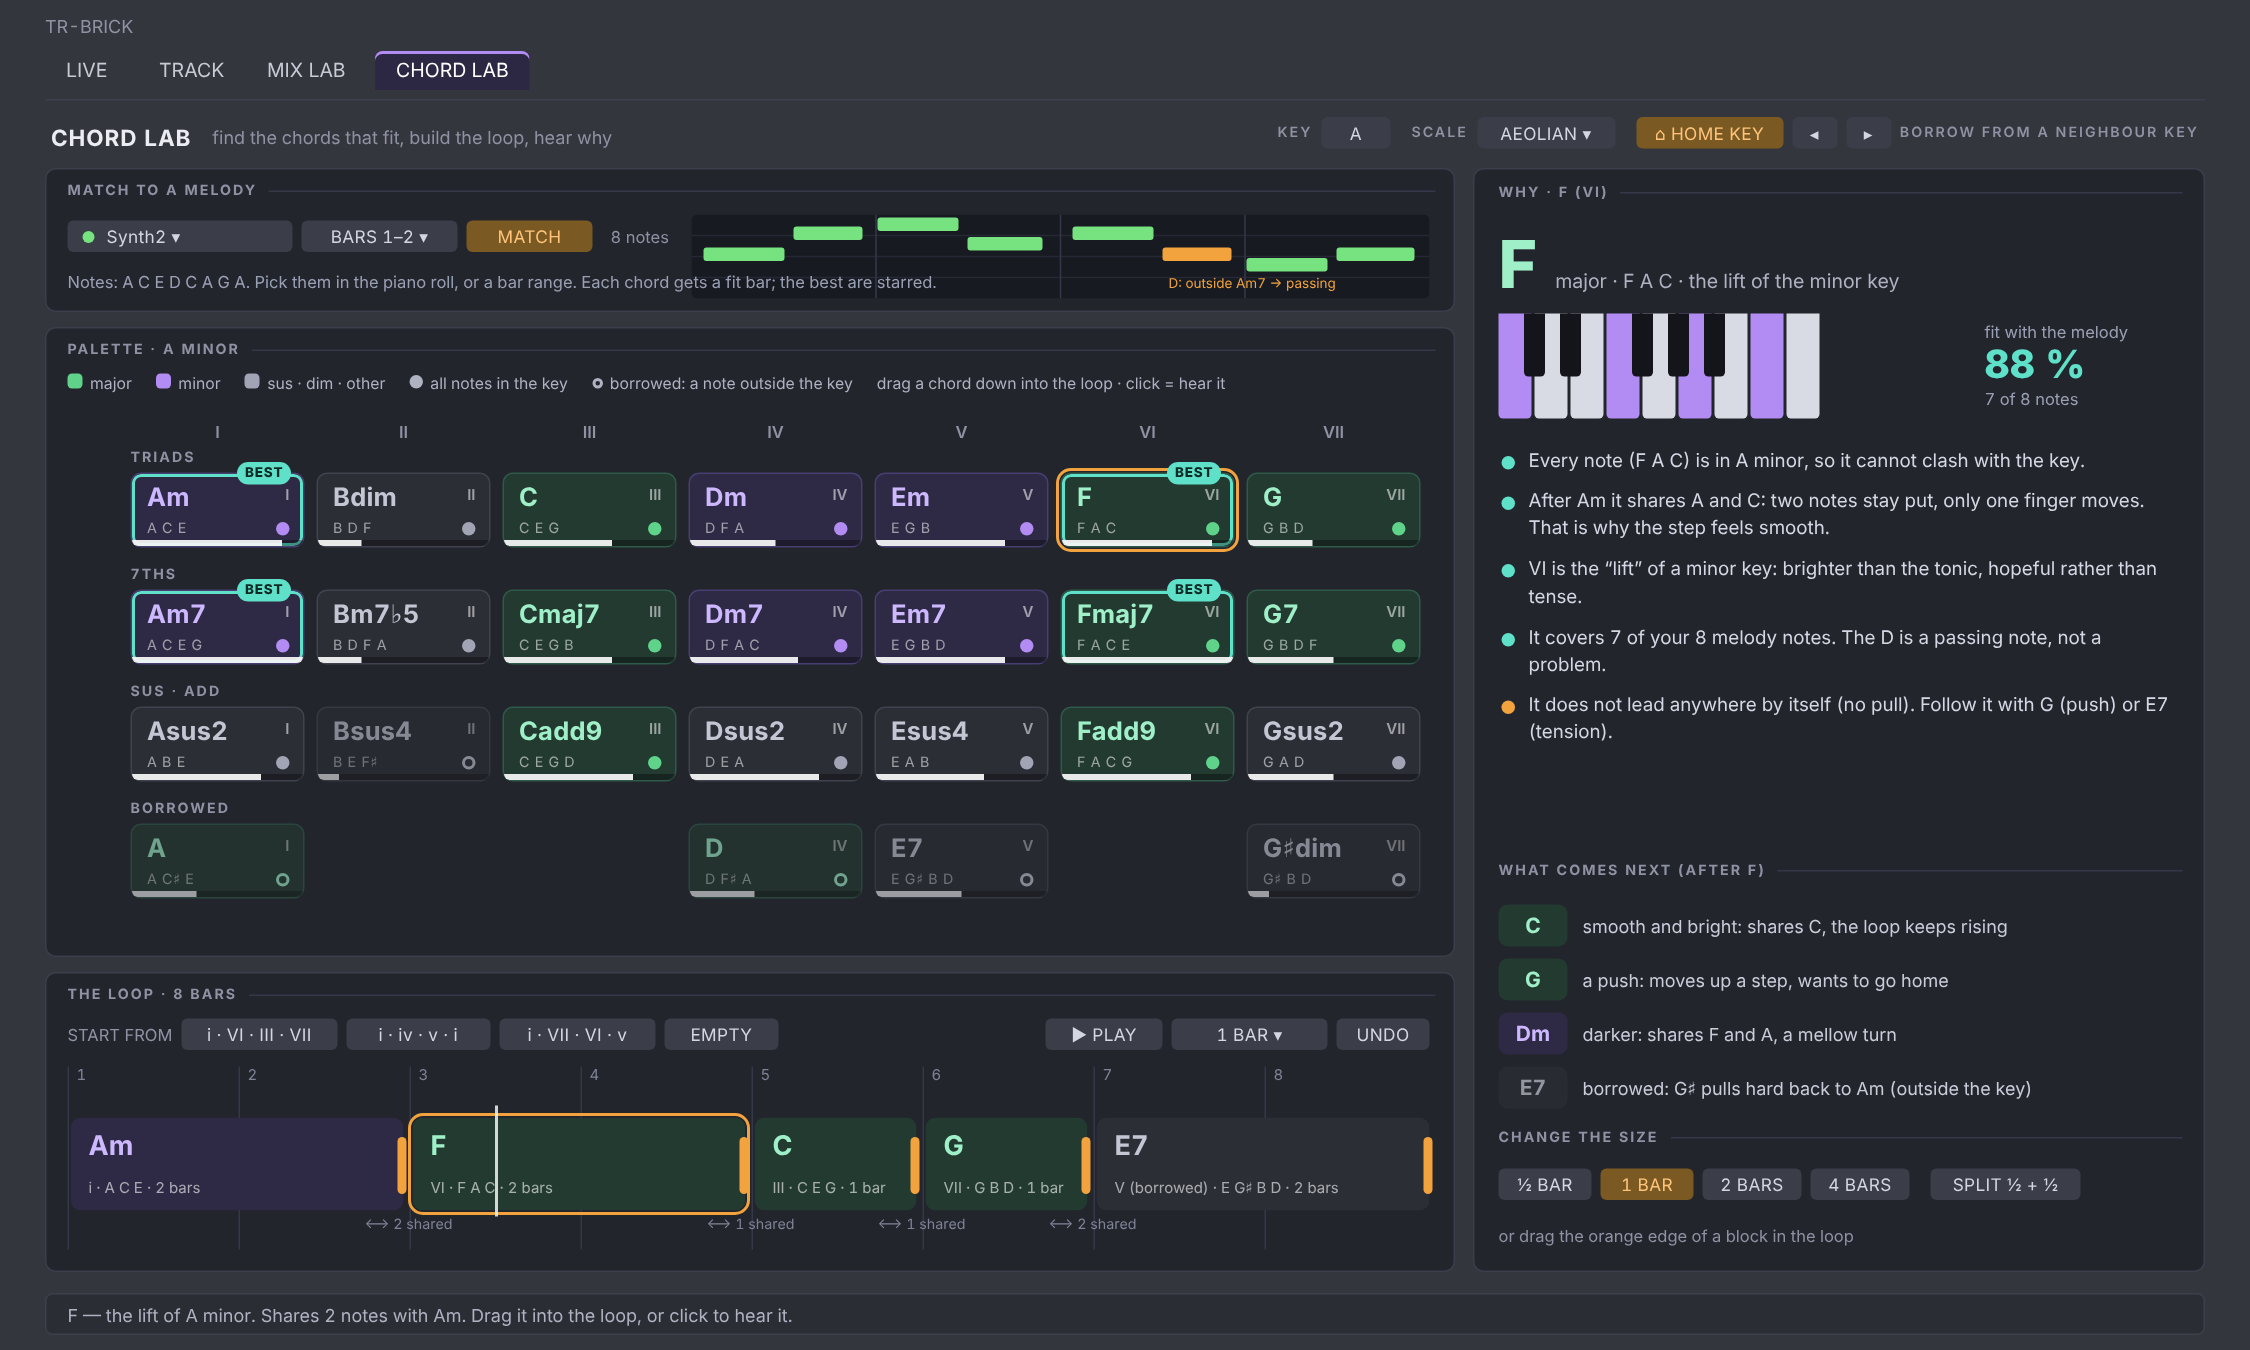 TR-BRICK
LIVE TRACK MIX LAB CHORD LAB
CHORD LAB find the chords that fit, build the loop, hear why
KEY A SCALE AEOLIAN ▾ ⌂ HOME KEY ◂ ▸ BORROW FROM A NEIGHBOUR KEY
MATCH TO A MELODY
Synth2 ▾ BARS 1–2 ▾ MATCH 8 notes
Notes: A C E D C A G A. Pick them in the piano roll, or a bar range. Each chord gets a fit bar; the best are starred.
D: outside Am7 → passing
PALETTE · A MINOR
major minor sus · dim · other all notes in the key borrowed: a note outside the key drag a chord down into the loop · click = hear it
I II III IV V VI VII
TRIADS
BEST BEST
Am I Bdim II C III Dm IV Em V F VI G VII
A C E B D F C E G D F A E G B F A C G B D
7THS
BEST BEST
Am7 I Bm7♭5 II Cmaj7 III Dm7 IV Em7 V Fmaj7 VI G7 VII
A C E G B D F A C E G B D F A C E G B D F A C E G B D F
SUS · ADD
Asus2 I Bsus4 II Cadd9 III Dsus2 IV Esus4 V Fadd9 VI Gsus2 VII
A B E B E F♯ C E G D D E A E A B F A C G G A D
BORROWED
A I D IV E7 V G♯dim VII
A C♯ E D F♯ A E G♯ B D G♯ B D
THE LOOP · 8 BARS
START FROM i · VI · III · VII i · iv · v · i i · VII · VI · v EMPTY ▶ PLAY 1 BAR ▾ UNDO
1 2 3 4 5 6 7 8
Am F C G E7
i · A C E · 2 bars VI · F A C · 2 bars III · C E G · 1 bar VII · G B D · 1 bar V (borrowed) · E G♯ B D · 2 bars
⟷ 2 shared ⟷ 1 shared ⟷ 1 shared ⟷ 2 shared
WHY · F (VI)
F major · F A C · the lift of the minor key
fit with the melody
88 %
7 of 8 notes
Every note (F A C) is in A minor, so it cannot clash with the key.
After Am it shares A and C: two notes stay put, only one finger moves.
That is why the step feels smooth.
VI is the “lift” of a minor key: brighter than the tonic, hopeful rather than
tense.
It covers 7 of your 8 melody notes. The D is a passing note, not a
problem.
It does not lead anywhere by itself (no pull). Follow it with G (push) or E7
(tension).
WHAT COMES NEXT (AFTER F)
C smooth and bright: shares C, the loop keeps rising
G a push: moves up a step, wants to go home
Dm darker: shares F and A, a mellow turn
E7 borrowed: G♯ pulls hard back to Am (outside the key)
CHANGE THE SIZE
½ BAR 1 BAR 2 BARS 4 BARS SPLIT ½ + ½
or drag the orange edge of a block in the loop
F — the lift of A minor. Shares 2 notes with Am. Drag it into the loop, or click to hear it.